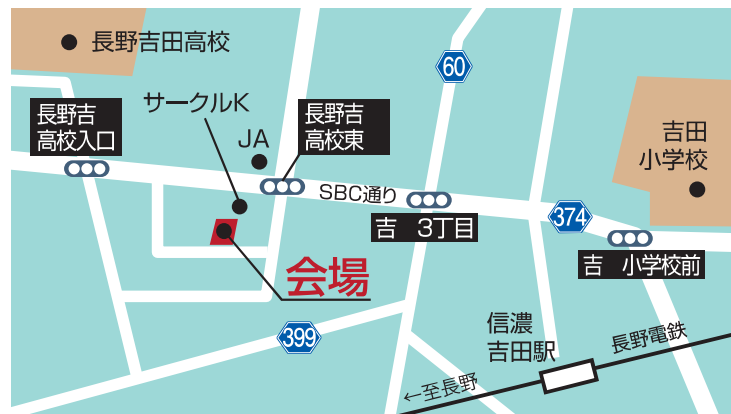 長野吉田高校
60
サークルK
長野吉
高校入口
長野吉
高校東
JA
吉田
小学校
SBC通り
374
吉　3丁目
吉　小学校前
会場
399
信濃
吉田駅
長野電鉄
←至長野